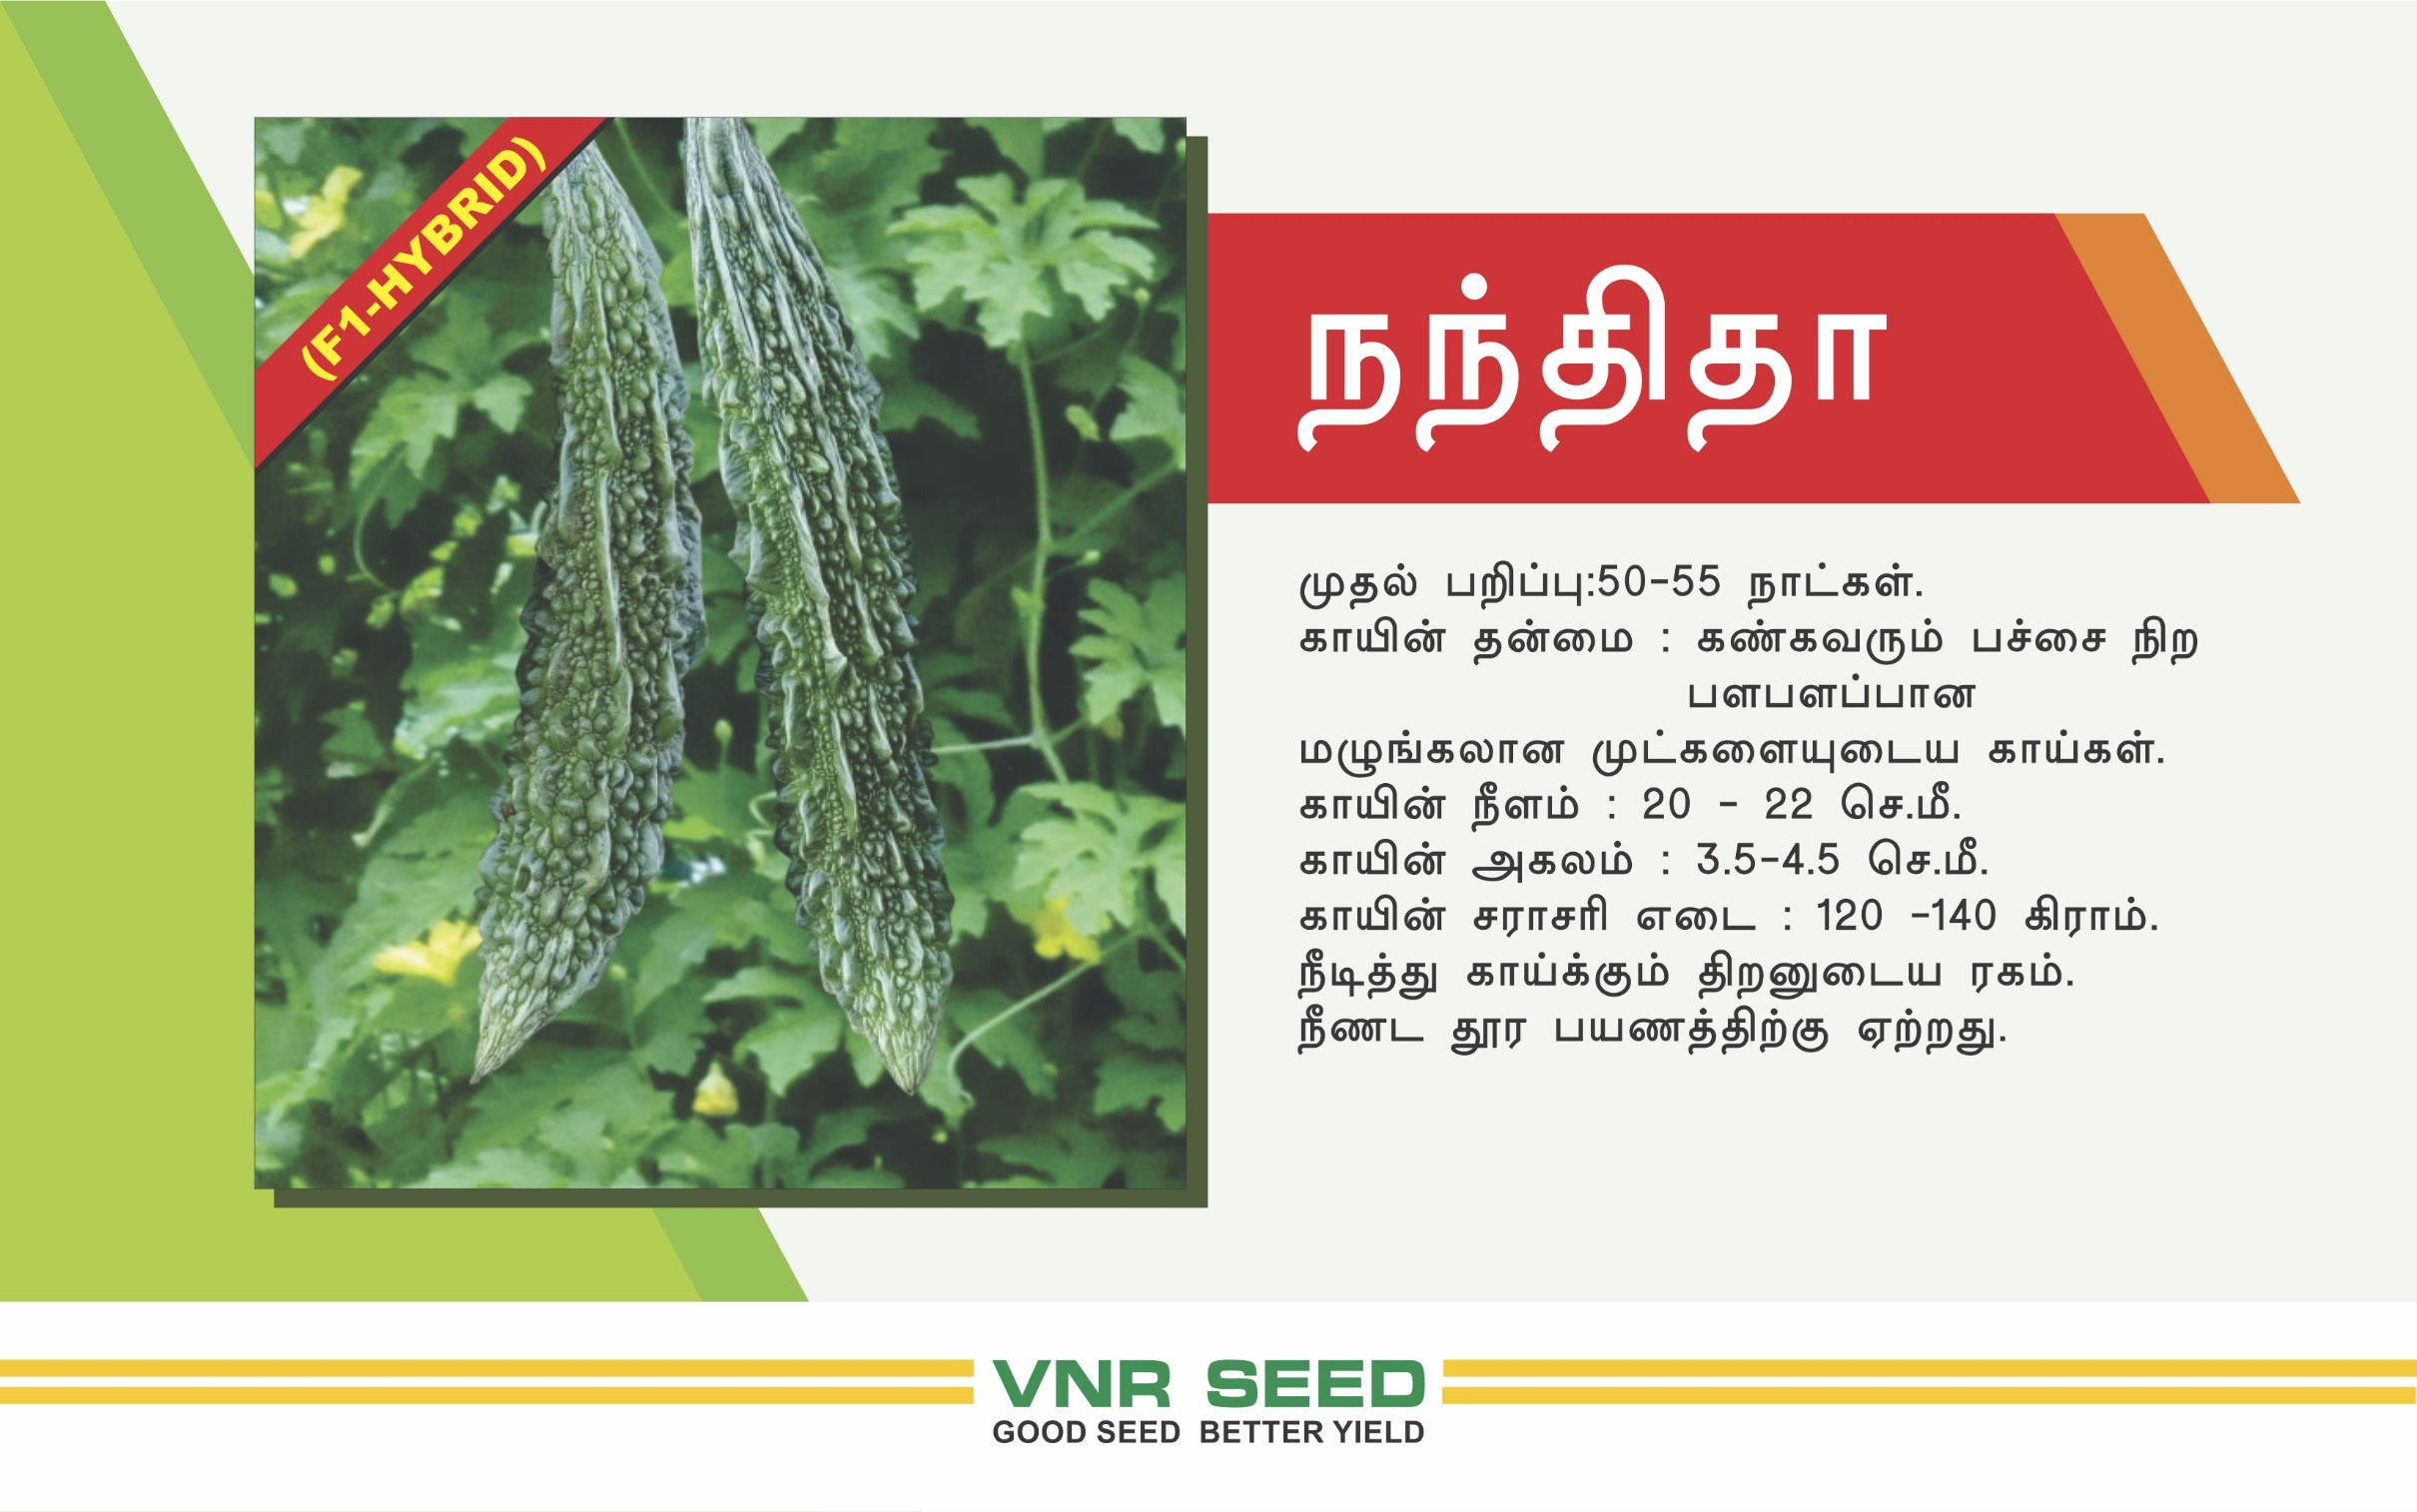 (F1-HYBRID))
நந்திதா
முதல் பறிப்பு:50-55 நாட்கள்.
காயின் தன்மை : கண்கவரும் பச்சை நிற
பளபளப்பான
மழுங்கலான முட்களையுடைய காய்கள்.
காயின் நீளம் : 20 - 22 செ.மீ.
காயின் அகலம் : 3.5-4.5 செ.மீ.
காயின் சராசரி எடை : 120 -140 கிராம்.
நீடித்து காய்க்கும் திறனுடைய ரகம்.
நீணட தூர பயணத்திற்கு ஏற்றது.
VNR SEED
GOOD SEED BETTER YIELD